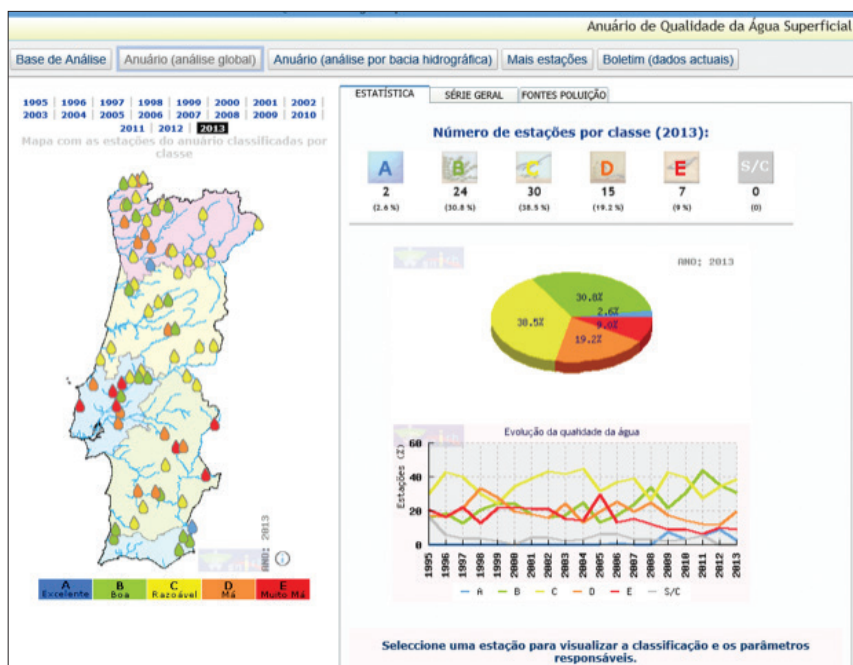 Anuário de Qualidade da Água Superficial
Base de Análise
Anuário (análise global)
Anuário (análise por bacia hidrográfica)
Mais estações
Boletim (dados actuais)
1995 | 1996 | 1997 | 1998 | 1999 | 2000 | 2001 | 2002 |
2003 | 2004 | 2005 | 2006 | 2007 | 2008 | 2009 | 2010 |
2011 | 2012 | 2013
Mapa com as estações do anuário classificadas por
classe
ANO: 2013
A B C D E
Excelente Boa Razoável Má Muito Má
ESTATÍSTICA
SÉRIE GERAL
FONTES POLUIÇÃO
Número de estações por classe (2013):
A B C D E S/C
2 24 30 15 7 0
(2.6 %) (30.8 %) (38.5 %) (19.2 %) (9 %) (0)
ANO: 2013
30.8%
2.6%
38.5%
9.0%
19.2%
Evolução da qualidade da água
Estações (%)
60
40
20
0
1995 1996 1997 1998 1999 2000 2001 2002 2003 2004 2005 2006 2007 2008 2009 2010 2011 2012 2013
A B C D E S/C
Seleccione uma estação para visualizar a classificação e os parâmetros
responsáveis.